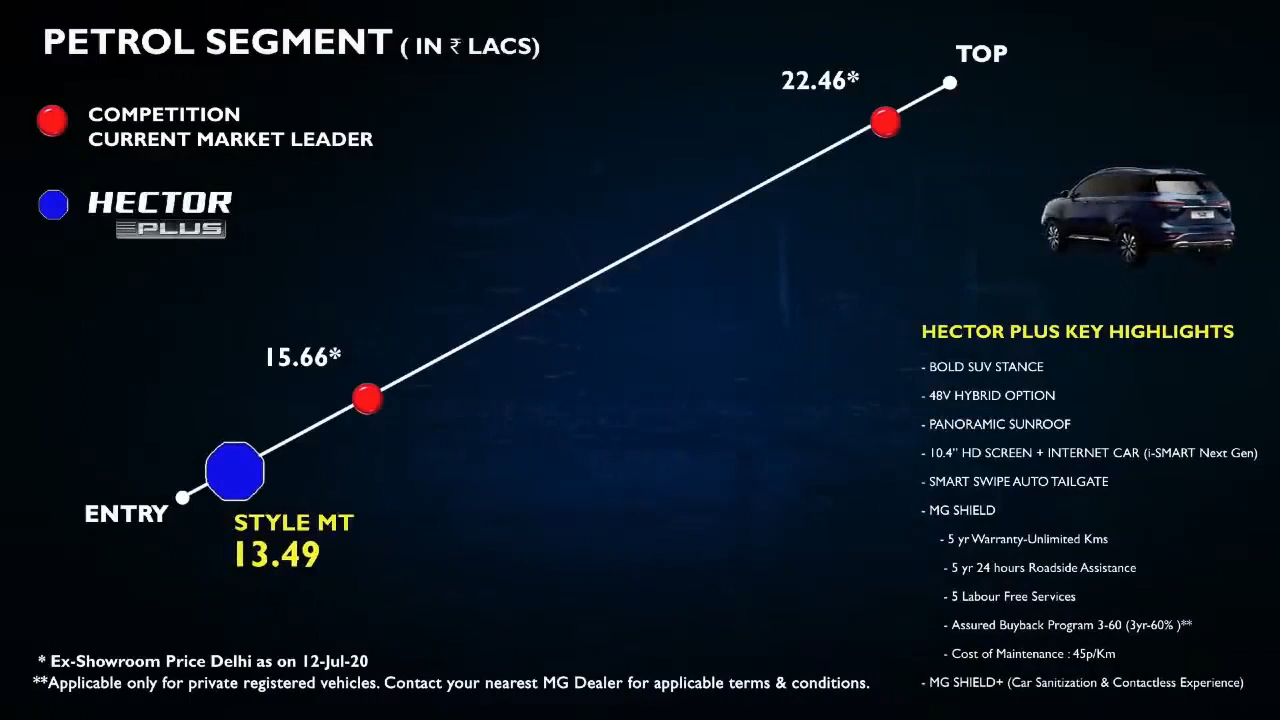 PETROL SEGMENT ( IN ₹ LACS)
COMPETITION
CURRENT MARKET LEADER
HECTOR
PLUS
TOP
22.46*
15.66*
ENTRY
STYLE MT
13.49
HECTOR PLUS KEY HIGHLIGHTS
- BOLD SUV STANCE
- 48V HYBRID OPTION
- PANORAMIC SUNROOF
- 10.4" HD SCREEN + INTERNET CAR (i-SMART Next Gen)
- SMART SWIPE AUTO TAILGATE
- MG SHIELD
- 5 yr Warranty-Unlimited Kms
- 5 yr 24 hours Roadside Assistance
- 5 Labour Free Services
- Assured Buyback Program 3-60 (3yr-60% )**
- Cost of Maintenance : 45p/Km
- MG SHIELD+ (Car Sanitization & Contactless Experience)
* Ex-Showroom Price Delhi as on 12-Jul-20
**Applicable only for private registered vehicles. Contact your nearest MG Dealer for applicable terms & conditions.